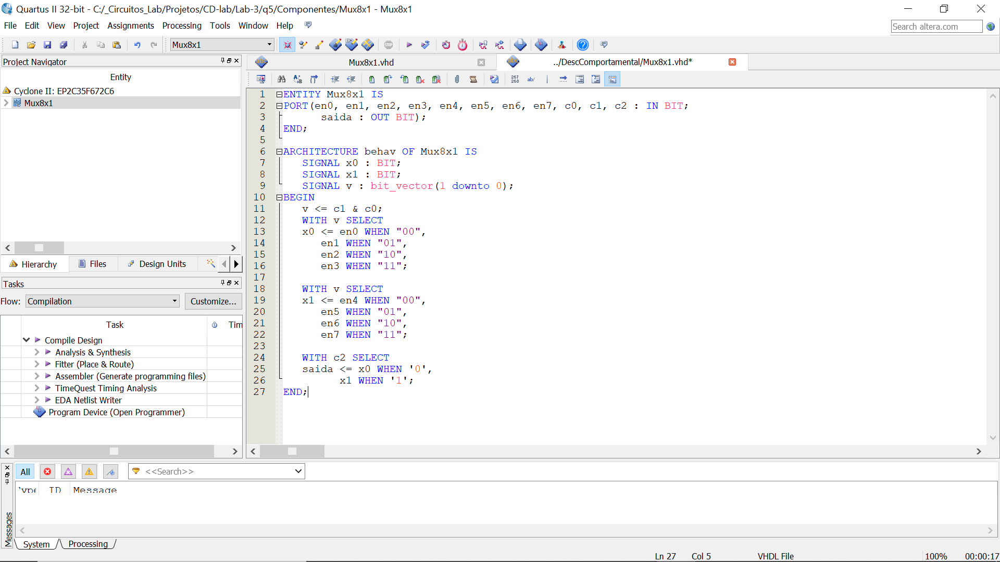 Quartus II 32-bit - C:/_Circuitos_Lab/Projetos/CD-lab/Lab-3/q5/Componentes/Mux8x1 - Mux8x1
File Edit View Project Assignments Processing Tools Window Help
Search altera.com
Mux8x1
Project Navigator
Entity
Cyclone II: EP2C35F672C6
Mux8x1
Hierarchy Files Design Units
Tasks
Flow: Compilation Customize...
Task Tim
Compile Design
Analysis & Synthesis
Fitter (Place & Route)
Assembler (Generate programming files)
TimeQuest Timing Analysis
EDA Netlist Writer
Program Device (Open Programmer)
Mux8x1.vhd ../DescComportamental/Mux8x1.vhd*
1 ENTITY Mux8x1 IS
2 PORT(en0, en1, en2, en3, en4, en5, en6, en7, c0, c1, c2 : IN BIT;
3 saida : OUT BIT);
4 END;
5
6 ARCHITECTURE behav OF Mux8x1 IS
7 SIGNAL x0 : BIT;
8 SIGNAL x1 : BIT;
9 SIGNAL v : bit_vector(1 downto 0);
10 BEGIN
11 v <= c1 & c0;
12 WITH v SELECT
13 x0 <= en0 WHEN "00",
14 en1 WHEN "01",
15 en2 WHEN "10",
16 en3 WHEN "11";
17
18 WITH v SELECT
19 x1 <= en4 WHEN "00",
20 en5 WHEN "01",
21 en6 WHEN "10",
22 en7 WHEN "11";
23
24 WITH c2 SELECT
25 saida <= x0 WHEN '0',
26 x1 WHEN '1';
27 END;
All <<Search>>
ID Message
Messages
System Processing
Ln 27 Col 5 VHDL File 100% 00:00:17